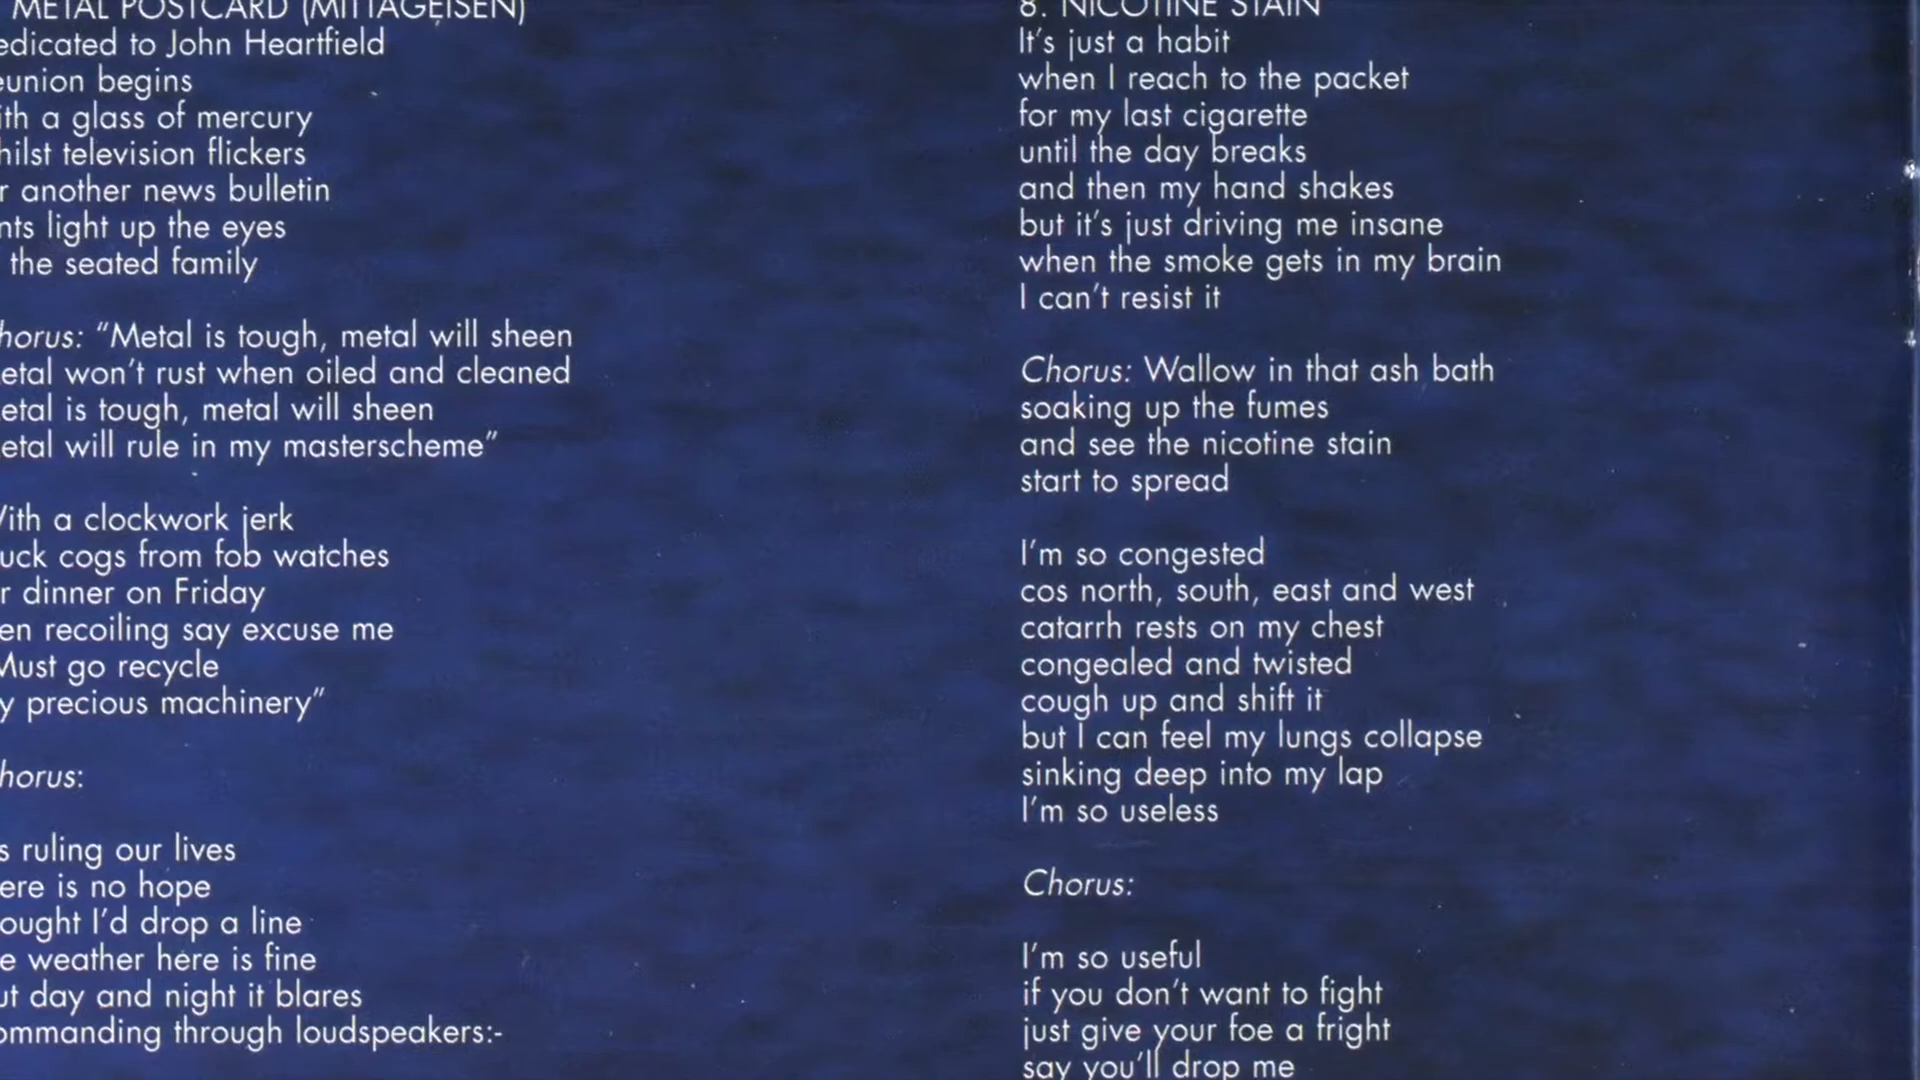 METAL POSTCARD (MITTAGEISEN)
edicated to John Heartfield
eunion begins
ith a glass of mercury
hilst television flickers
r another news bulletin
nts light up the eyes
the seated family
horus: “Metal is tough, metal will sheen
etal won’t rust when oiled and cleaned
etal is tough, metal will sheen
etal will rule in my masterscheme”
ith a clockwork jerk
uck cogs from fob watches
r dinner on Friday
en recoiling say excuse me
Must go recycle
y precious machinery”
horus:
s ruling our lives
ere is no hope
ought I’d drop a line
e weather here is fine
ut day and night it blares
ommanding through loudspeakers:-
8. NICOTINE STAIN
It’s just a habit
when I reach to the packet
for my last cigarette
until the day breaks
and then my hand shakes
but it’s just driving me insane
when the smoke gets in my brain
I can’t resist it
Chorus: Wallow in that ash bath
soaking up the fumes
and see the nicotine stain
start to spread
I’m so congested
cos north, south, east and west
catarrh rests on my chest
congealed and twisted
cough up and shift it
but I can feel my lungs collapse
sinking deep into my lap
I’m so useless
Chorus:
I’m so useful
if you don’t want to fight
just give your foe a fright
say you’ll drop me